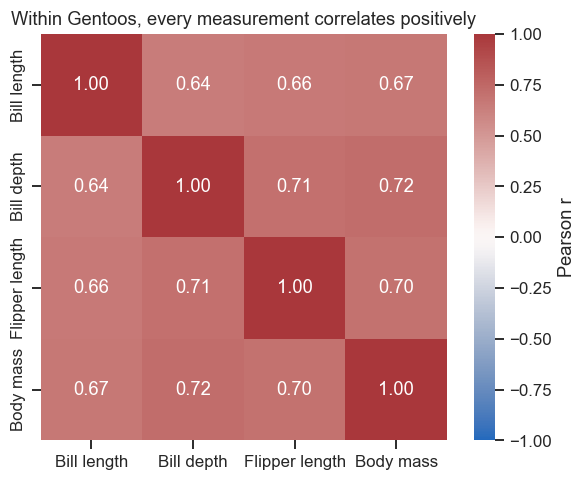 Within Gentoos, every measurement correlates positively
Bill length
1.00
0.64
0.66
0.67
Bill depth
0.64
1.00
0.71
0.72
Flipper length
0.66
0.71
1.00
0.70
Body mass
0.67
0.72
0.70
1.00
Bill length
Bill depth
Flipper length
Body mass
1.00
0.75
0.50
0.25
0.00
−0.25
−0.50
−0.75
−1.00
Pearson r